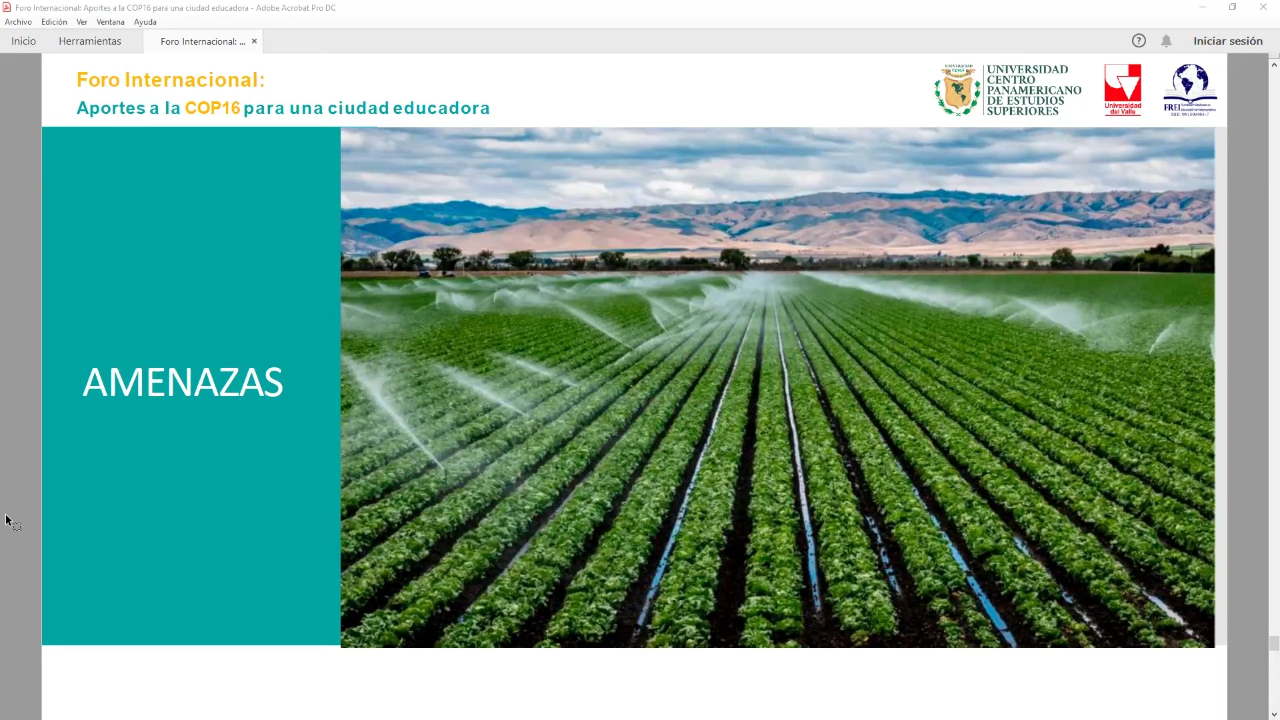 Foro Internacional: Aportes a la COP16 para una ciudad educadora - Adobe Acrobat Pro DC
Archivo Edición Ver Ventana Ayuda
Inicio Herramientas Foro Internacional: ... × Iniciar sesión
Foro Internacional:
Aportes a la COP16 para una ciudad educadora
UNIVERSIDAD
CENTRO
PANAMERICANO
DE ESTUDIOS
SUPERIORES
Universidad
del Valle
FREI
AMENAZAS